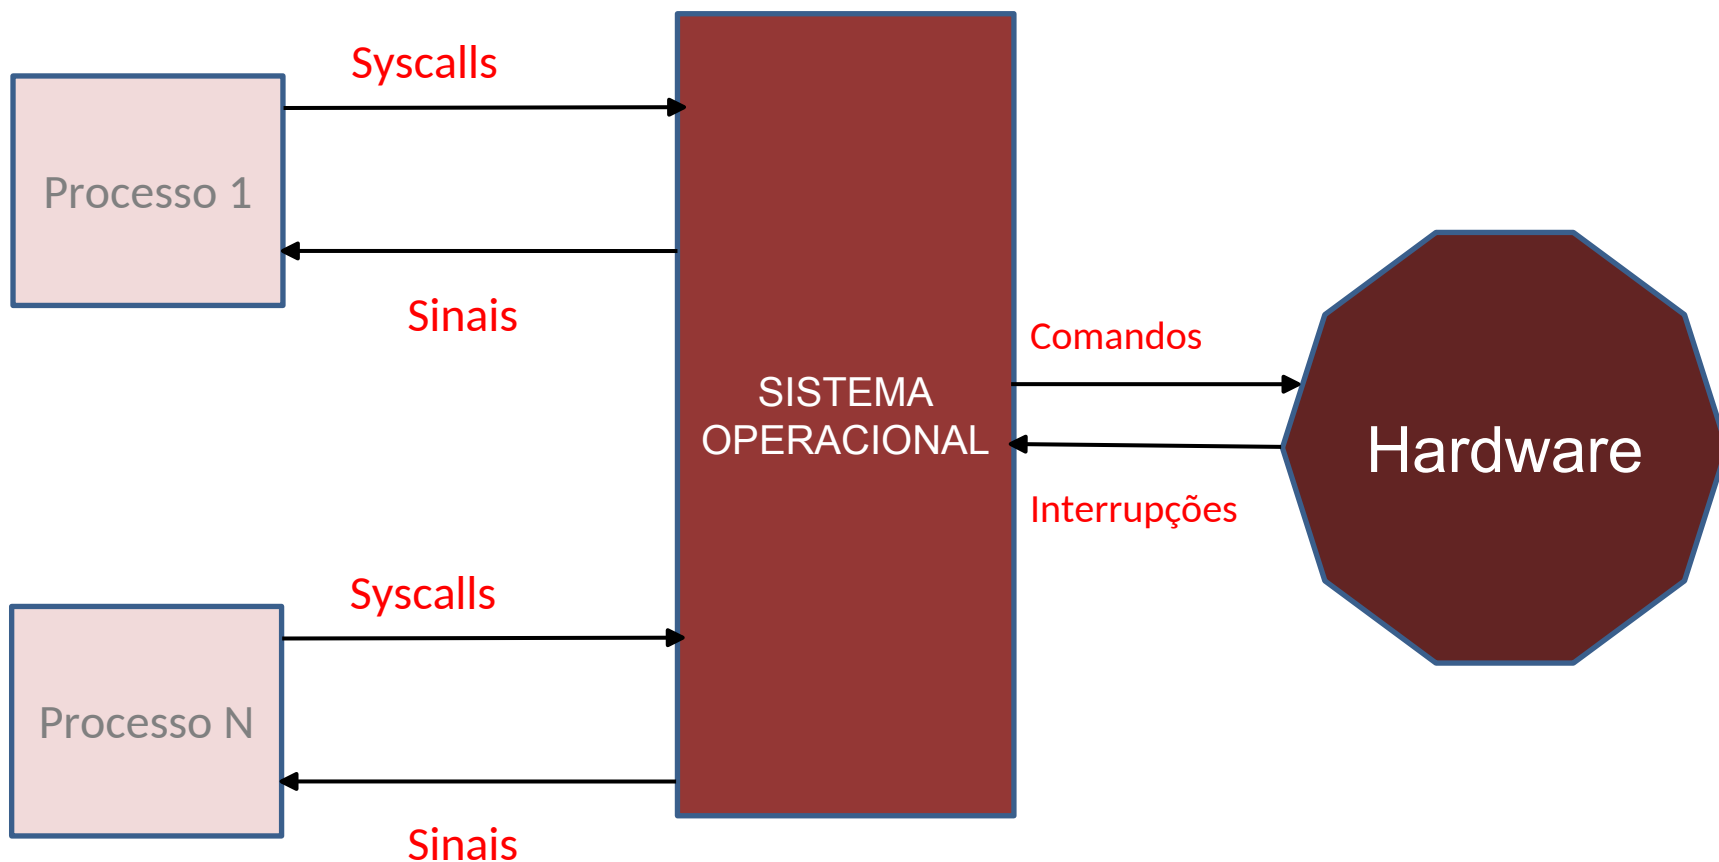 Syscalls
Processo 1
Sinais
SISTEMA
OPERACIONAL
Comandos
Hardware
Interrupções
Syscalls
Processo N
Sinais